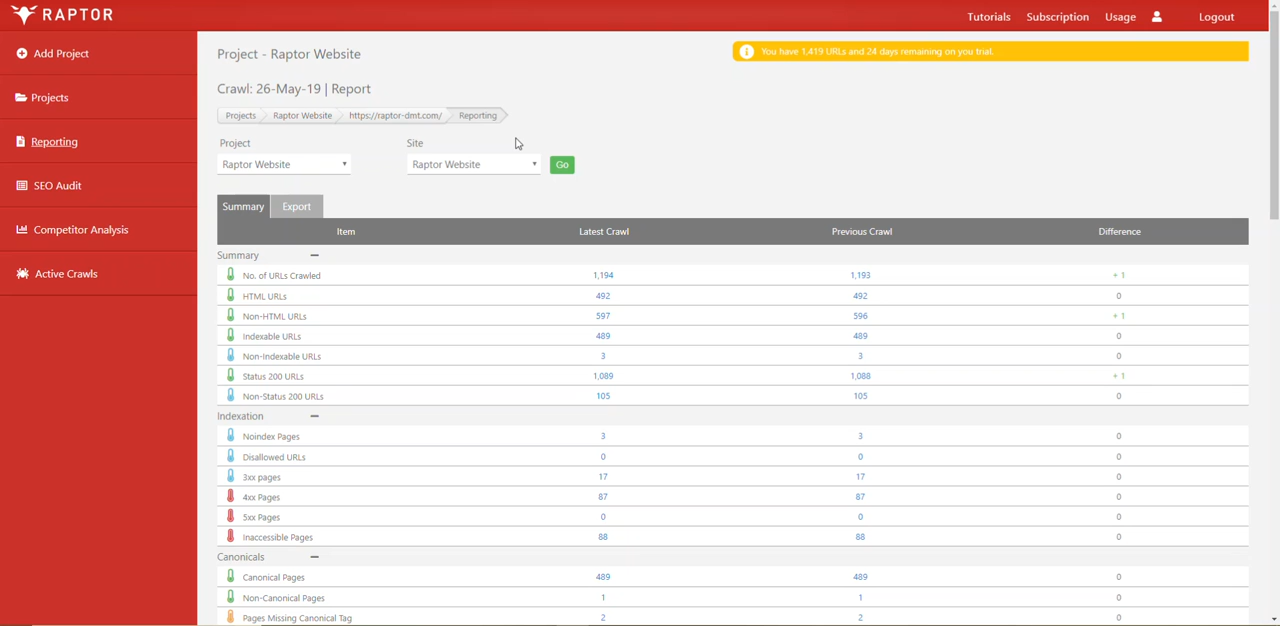 RAPTOR
Tutorials Subscription Usage Logout
Add Project
Projects
Reporting
SEO Audit
Competitor Analysis
Active Crawls
Project - Raptor Website
You have 1,419 URLs and 24 days remaining on you trial.
Crawl: 26-May-19 | Report
Projects Raptor Website https://raptor-dmt.com/ Reporting
Project Site
Raptor Website Raptor Website Go
Summary Export
Item Latest Crawl Previous Crawl Difference
Summary
No. of URLs Crawled 1,194 1,193 + 1
HTML URLs 492 492 0
Non-HTML URLs 597 596 + 1
Indexable URLs 489 489 0
Non-Indexable URLs 3 3 0
Status 200 URLs 1,089 1,088 + 1
Non-Status 200 URLs 105 105 0
Indexation
Noindex Pages 3 3 0
Disallowed URLs 0 0 0
3xx pages 17 17 0
4xx Pages 87 87 0
5xx Pages 0 0 0
Inaccessible Pages 88 88 0
Canonicals
Canonical Pages 489 489 0
Non-Canonical Pages 1 1 0
Pages Missing Canonical Tag 2 2 0